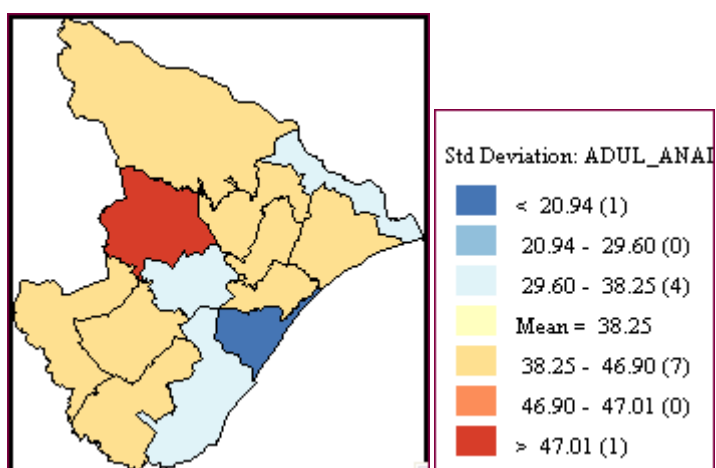 Std Deviation: ADUL_ANAL
< 20.94 (1)
20.94 - 29.60 (0)
29.60 - 38.25 (4)
Mean = 38.25
38.25 - 46.90 (7)
46.90 - 47.01 (0)
> 47.01 (1)